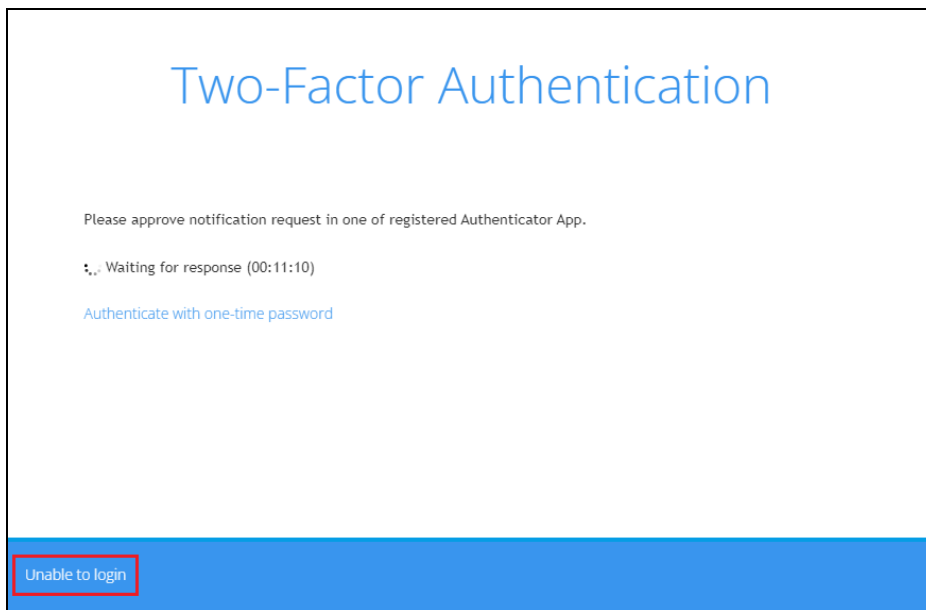 Two-Factor Authentication
Please approve notification request in one of registered Authenticator App.
Waiting for response (00:11:10)
Authenticate with one-time password
Unable to login